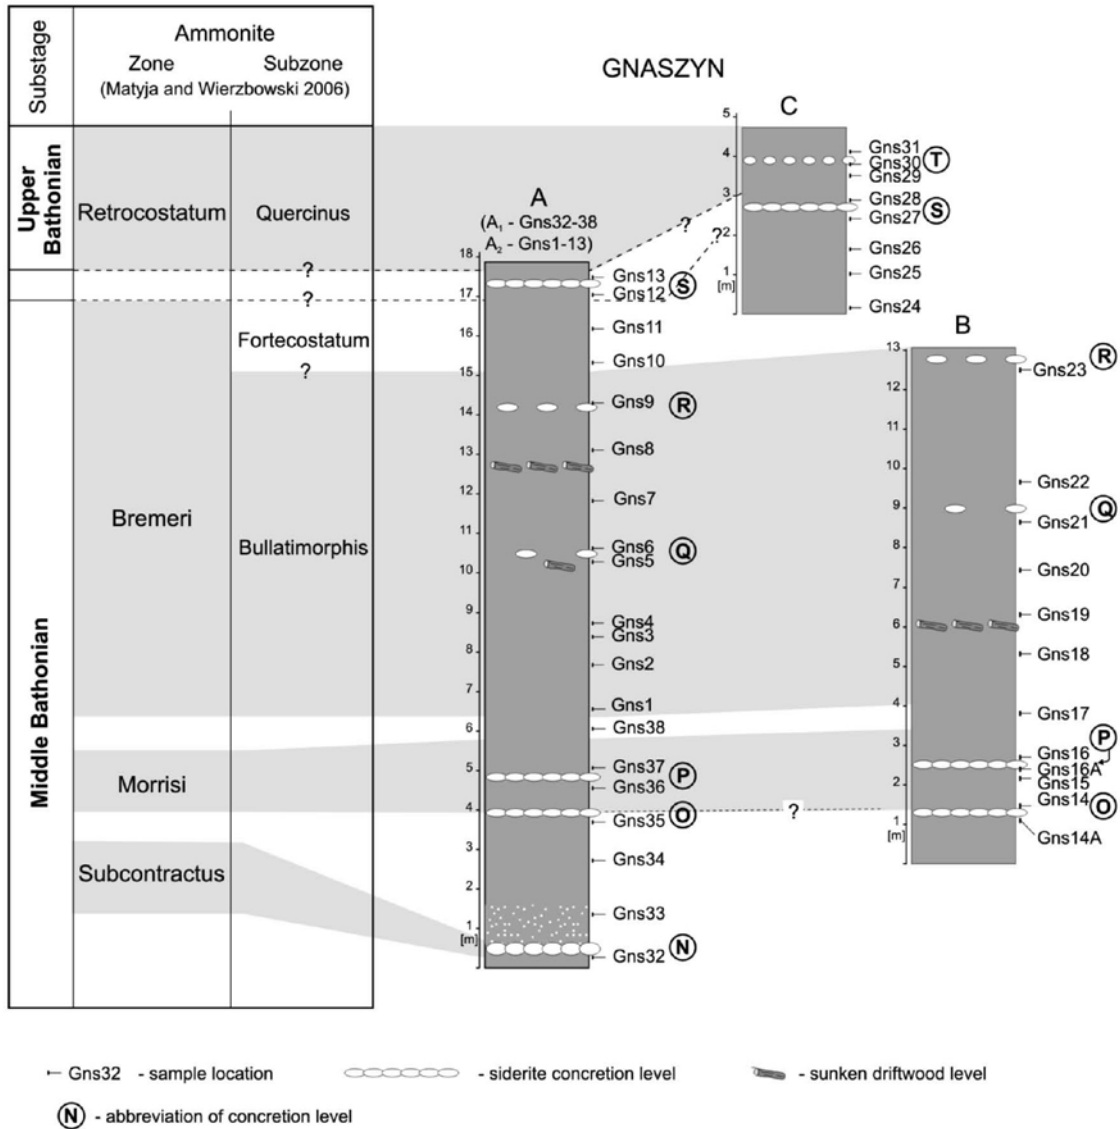 Substage
Ammonite
Zone Subzone
(Matyja and Wierzbowski 2006)
GNASZYN
Upper
Bathonian
Retrocostatum
Quercinus
?
?
Middle Bathonian
Fortecostatum
?
Bremeri
Bullatimorphis
Morrisi
Subcontractus
A
(A1 - Gns32-38
A2 - Gns1-13)
18
17
16
15
14
13
12
11
10
9
8
7
6
5
4
3
2
1
[m]
Gns13
S
Gns12
Gns11
Gns10
Gns9
R
Gns8
Gns7
Gns6
Q
Gns5
Gns4
Gns3
Gns2
Gns1
Gns38
Gns37
P
Gns36
O
Gns35
Gns34
Gns33
N
Gns32
?
?
?
C
5
4
3
2
1
[m]
Gns31
T
Gns30
Gns29
Gns28
S
Gns27
Gns26
Gns25
Gns24
B
13
12
11
10
9
8
7
6
5
4
3
2
1
[m]
R
Gns23
Gns22
Q
Gns21
Gns20
Gns19
Gns18
Gns17
P
Gns16
Gns16A
Gns15
Gns14
O
Gns14A
Gns32 - sample location
- siderite concretion level
- sunken driftwood level
N - abbreviation of concretion level